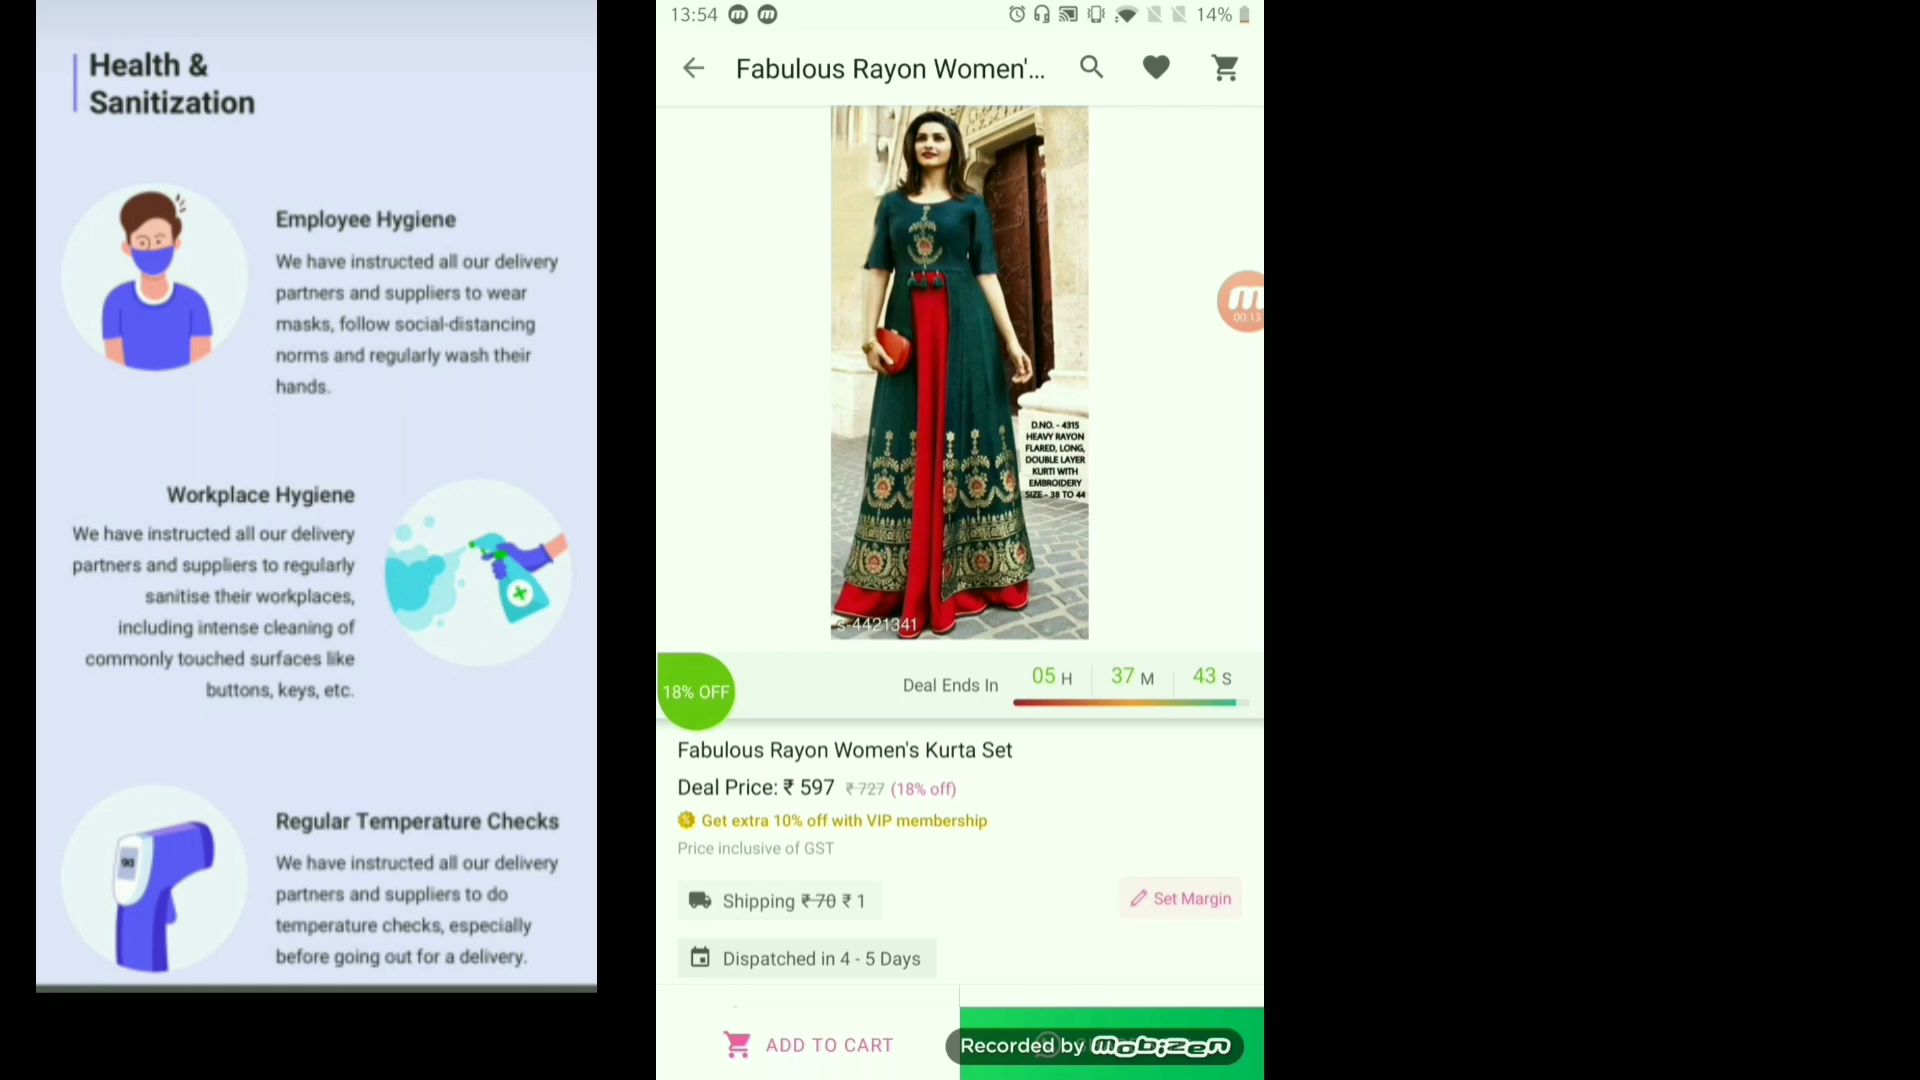 Health &
Sanitization
Employee Hygiene
We have instructed all our delivery
partners and suppliers to wear
masks, follow social-distancing
norms and regularly wash their
hands.
Workplace Hygiene
We have instructed all our delivery
partners and suppliers to regularly
sanitise their workplaces,
including intense cleaning of
commonly touched surfaces like
buttons, keys, etc.
Regular Temperature Checks
We have instructed all our delivery
partners and suppliers to do
temperature checks, especially
before going out for a delivery.
13:54
14%
Fabulous Rayon Women'...
00:13
D.NO. - 4315
HEAVY RAYON
FLARED, LONG,
DOUBLE LAYER
KURTI WITH
EMBROIDERY
SIZE - 38 TO 44
S-4421341
18% OFF
Deal Ends In 05 H 37 M 43 S
Fabulous Rayon Women's Kurta Set
Deal Price: ₹ 597 ₹ 727 (18% off)
Get extra 10% off with VIP membership
Price inclusive of GST
Shipping ₹ 70 ₹ 1
Set Margin
Dispatched in 4 - 5 Days
ADD TO CART
Recorded by mobizen